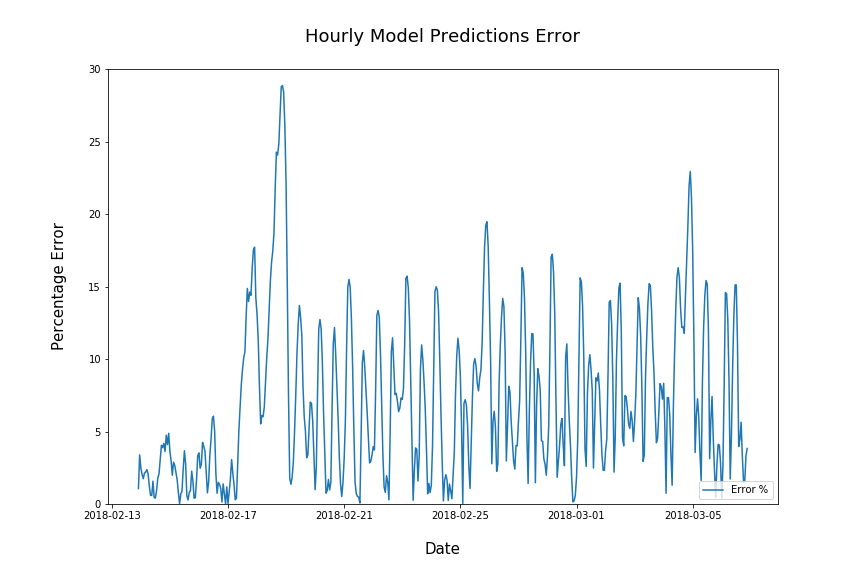 Hourly Model Predictions Error
30
25
20
15
10
5
0
Percentage Error
2018-02-13 2018-02-17 2018-02-21 2018-02-25 2018-03-01 2018-03-05
Date
Error %